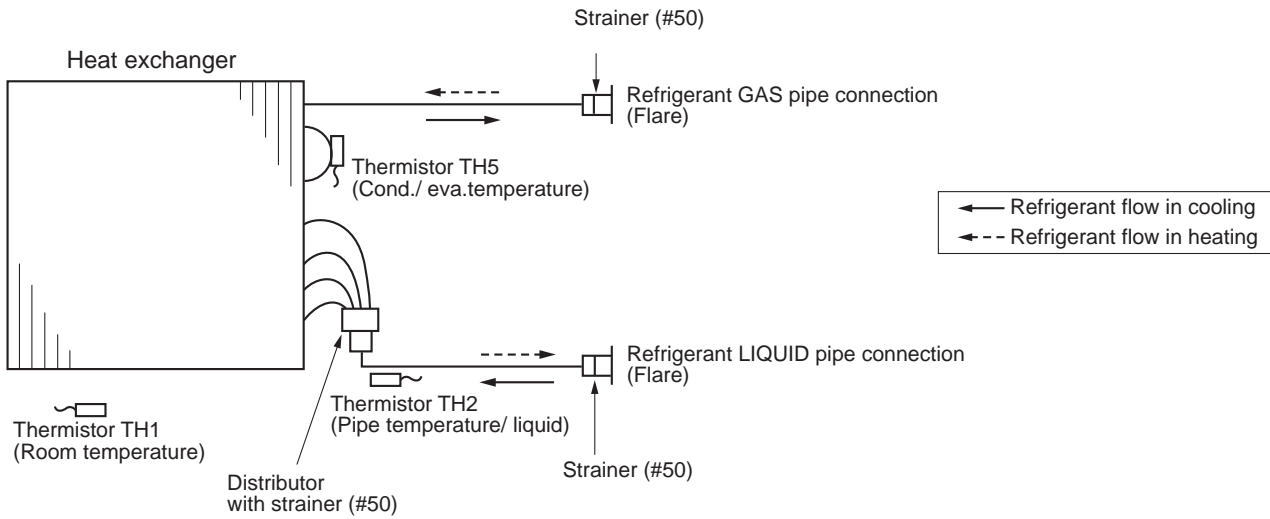 Strainer (#50)
Heat exchanger
Refrigerant GAS pipe connection
(Flare)
Thermistor TH5
(Cond./ eva.temperature)
Refrigerant flow in cooling
Refrigerant flow in heating
Refrigerant LIQUID pipe connection
(Flare)
Thermistor TH2
(Pipe temperature/ liquid)
Thermistor TH1
(Room temperature)
Strainer (#50)
Distributor
with strainer (#50)